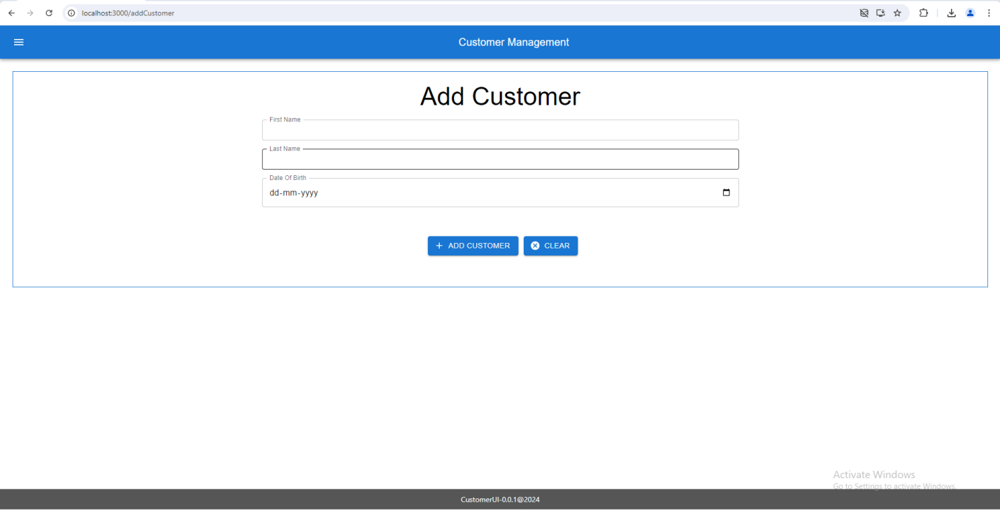 localhost:3000/addCustomer
Customer Management
Add Customer
First Name
Last Name
Date Of Birth
dd-mm-yyyy
ADD CUSTOMER
CLEAR
Activate Windows
Go to Settings to activate Windows.
CustomerUI-0.0.1@2024